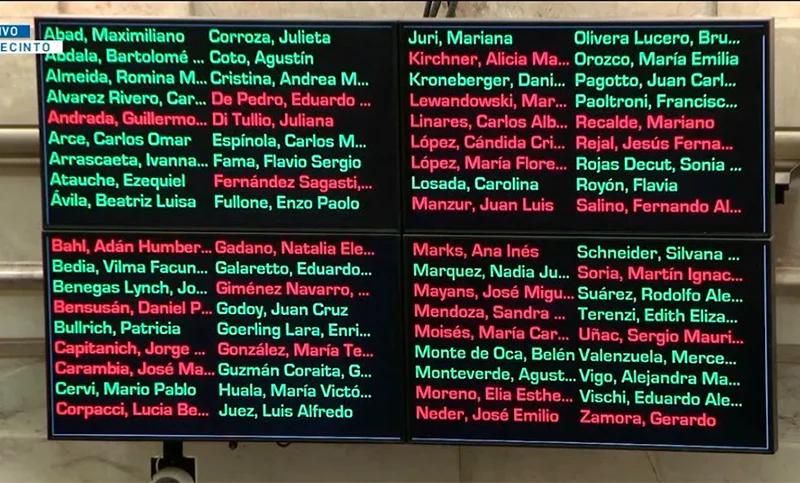 VIVO
RECINTO
Abad, Maximiliano
Abdala, Bartolomé ...
Almeida, Romina M...
Alvarez Rivero, Car...
Andrada, Guillermo...
Arce, Carlos Omar
Arrascaeta, Ivanna...
Atauche, Ezequiel
Ávila, Beatriz Luisa
Corroza, Julieta
Coto, Agustín
Cristina, Andrea M...
De Pedro, Eduardo ...
Di Tullio, Juliana
Espínola, Carlos M...
Fama, Flavio Sergio
Fernández Sagasti,...
Fullone, Enzo Paolo
Juri, Mariana
Kirchner, Alicia Ma...
Kroneberger, Dani...
Lewandowski, Mar...
Linares, Carlos Alb...
López, Cándida Cri...
López, María Flore...
Losada, Carolina
Manzur, Juan Luis
Olivera Lucero, Bru...
Orozco, María Emilia
Pagotto, Juan Carl...
Paoltroni, Francisc...
Recalde, Mariano
Rejal, Jesús Ferna...
Rojas Decut, Sonia ...
Royón, Flavia
Salino, Fernando Al...
Bahl, Adán Humber...
Bedia, Vilma Facun...
Benegas Lynch, Jo...
Bensusán, Daniel P...
Bullrich, Patricia
Capitanich, Jorge ...
Carambia, José Ma...
Cervi, Mario Pablo
Corpacci, Lucia Be...
Gadano, Natalia Ele...
Galaretto, Eduardo...
Giménez Navarro, ...
Godoy, Juan Cruz
Goerling Lara, Enri...
González, María Te...
Guzmán Coraita, G...
Huala, María Victó...
Juez, Luis Alfredo
Marks, Ana Inés
Marquez, Nadia Ju...
Mayans, José Migu...
Mendoza, Sandra ...
Moisés, María Car...
Monte de Oca, Belén
Monteverde, Agust...
Moreno, Elia Esthe...
Neder, José Emilio
Schneider, Silvana ...
Soria, Martín Ignac...
Suárez, Rodolfo Ale...
Terenzi, Edith Eliza...
Uñac, Sergio Mauri...
Valenzuela, Merce...
Vigo, Alejandra Ma...
Vischi, Eduardo Ale...
Zamora, Gerardo